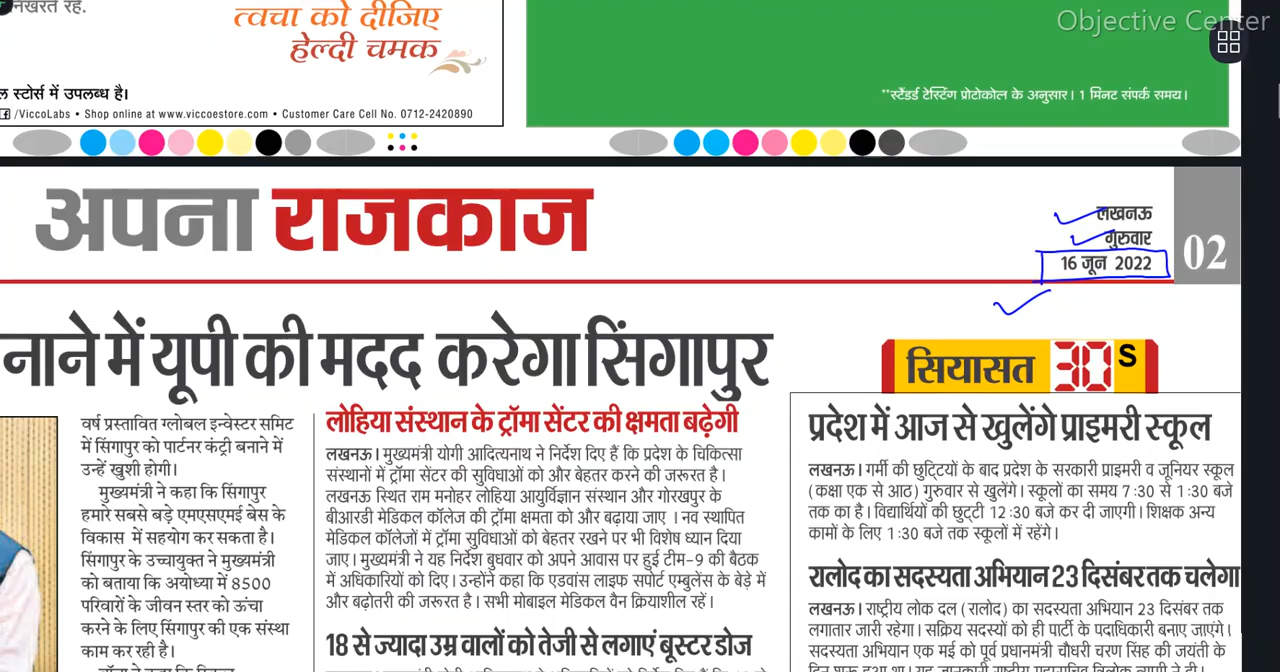 नखरते रहे.
त्वचा को दीजिए
हेल्दी चमक
ल स्टोर्स में उपलब्ध है।
/ViccoLabs • Shop online at www.viccoestore.com • Customer Care Cell No. 0712-2420890
Objective Center
**स्टैंडर्ड टेस्टिंग प्रोटोकोल के अनुसार। 1 मिनट संपर्क समय।
अपना राजकाज
लखनऊ
गुरुवार
16 जून 2022
02
नाने में यूपी की मदद करेगा सिंगापुर
वर्ष प्रस्तावित ग्लोबल इन्वेस्टर समिट
में सिंगापुर को पार्टनर कंट्री बनाने में
उन्हें खुशी होगी।
मुख्यमंत्री ने कहा कि सिंगापुर
हमारे सबसे बड़े एमएसएमई बेस के
विकास में सहयोग कर सकता है।
सिंगापुर के उच्चायुक्त ने मुख्यमंत्री
को बताया कि अयोध्या में 8500
परिवारों के जीवन स्तर को ऊंचा
करने के लिए सिंगापुर की एक संस्था
काम कर रही है।
लोहिया संस्थान के ट्रॉमा सेंटर की क्षमता बढ़ेगी
लखनऊ। मुख्यमंत्री योगी आदित्यनाथ ने निर्देश दिए हैं कि प्रदेश के चिकित्सा
संस्थानों में ट्रॉमा सेंटर की सुविधाओं को और बेहतर करने की जरूरत है।
लखनऊ स्थित राम मनोहर लोहिया आयुर्विज्ञान संस्थान और गोरखपुर के
बीआरडी मेडिकल कॉलेज की ट्रॉमा क्षमता को और बढ़ाया जाए । नव स्थापित
मेडिकल कॉलेजों में ट्रॉमा सुविधाओं को बेहतर रखने पर भी विशेष ध्यान दिया
जाए। मुख्यमंत्री ने यह निर्देश बुधवार को अपने आवास पर हुई टीम-9 की बैठक
में अधिकारियों को दिए। उन्होंने कहा कि एडवांस लाइफ सपोर्ट एम्बुलेंस के बेड़े में
और बढ़ोतरी की जरूरत है। सभी मोबाइल मेडिकल वैन क्रियाशील रहें।
18 से ज्यादा उम्र वालों को तेजी से लगाएं बूस्टर डोज
सियासत 30 S
प्रदेश में आज से खुलेंगे प्राइमरी स्कूल
लखनऊ। गर्मी की छुट्टियों के बाद प्रदेश के सरकारी प्राइमरी व जूनियर स्कूल
(कक्षा एक से आठ) गुरुवार से खुलेंगे। स्कूलों का समय 7:30 से 1:30 बजे
तक का है। विद्यार्थियों की छुट्टी 12:30 बजे कर दी जाएगी। शिक्षक अन्य
कामों के लिए 1:30 बजे तक स्कूलों में रहेंगे।
रालोद का सदस्यता अभियान 23 दिसंबर तक चलेगा
लखनऊ। राष्ट्रीय लोक दल (रालोद) का सदस्यता अभियान 23 दिसंबर तक
लगातार जारी रहेगा। सक्रिय सदस्यों को ही पार्टी के पदाधिकारी बनाए जाएंगे।
सदस्यता अभियान एक मई को पूर्व प्रधानमंत्री चौधरी चरण सिंह की जयंती के